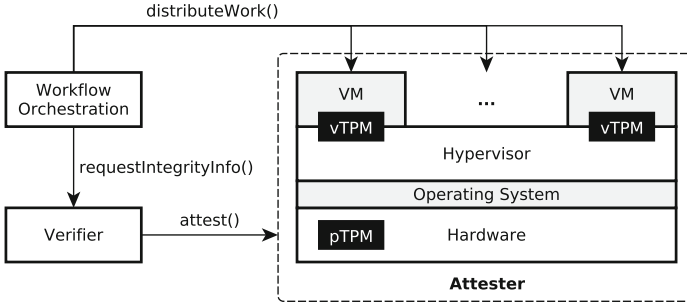 distributeWork()
Workflow
Orchestration
VM
...
VM
vTPM
vTPM
Hypervisor
requestIntegrityInfo()
Operating System
Verifier
attest()
pTPM
Hardware
Attester